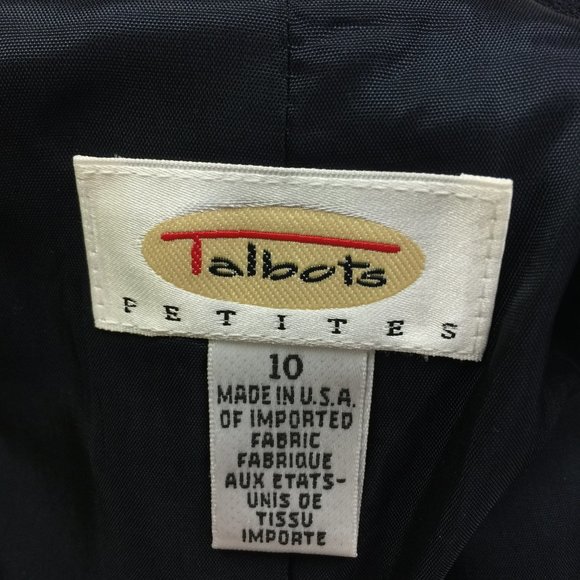 Talbots
PETITES
10
MADE IN U.S.A.
OF IMPORTED
FABRIC
FABRIQUE
AUX ETATS-
UNIS DE
TISSU
IMPORTE